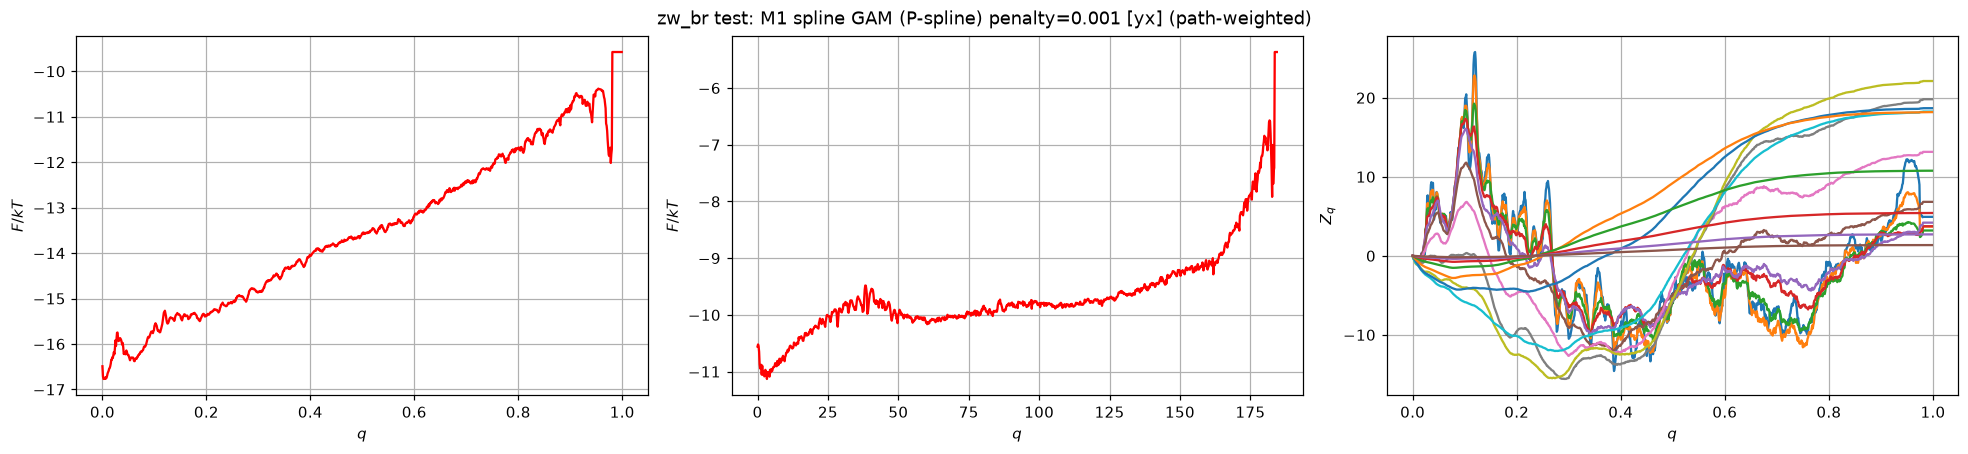 zw_br test: M1 spline GAM (P-spline) penalty=0.001 [yx] (path-weighted)
F/kT
−10
−11
−12
−13
−14
−15
−16
−17
0.0 0.2 0.4 0.6 0.8 1.0
q
F/kT
−6
−7
−8
−9
−10
−11
0 25 50 75 100 125 150 175
q
Zq
20
10
0
−10
0.0 0.2 0.4 0.6 0.8 1.0
q